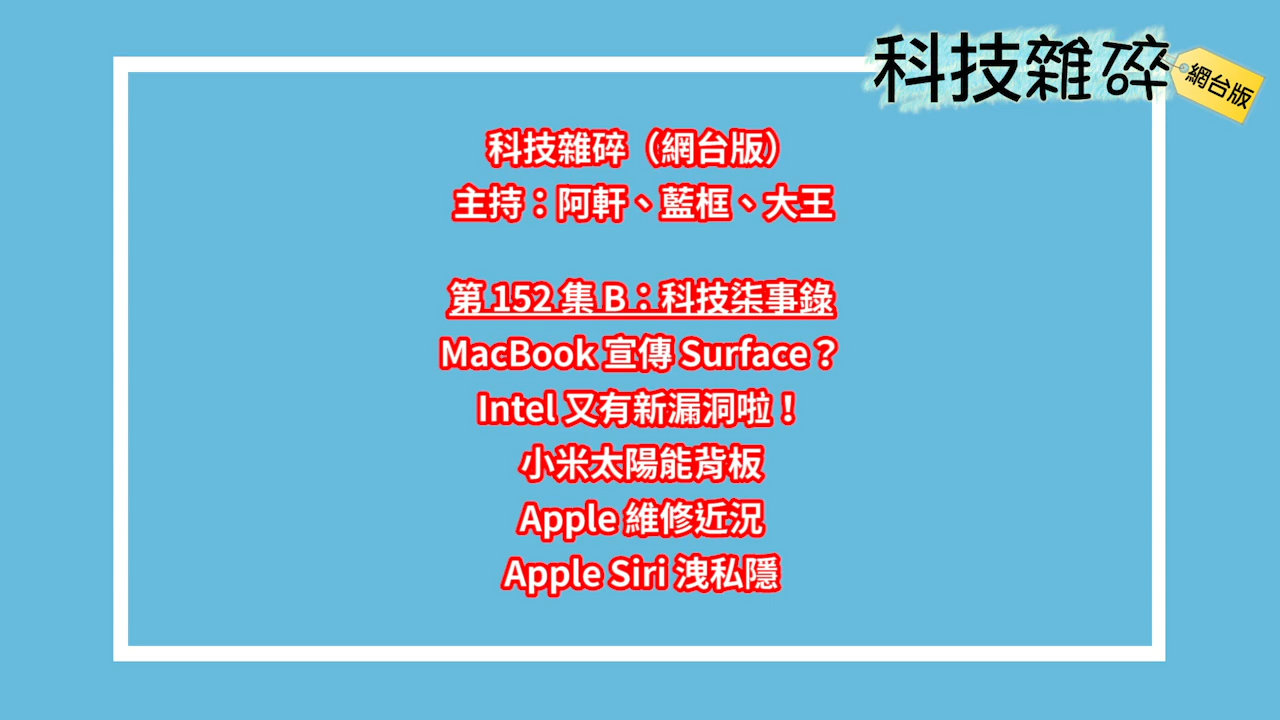 科技雜碎
網台版
科技雜碎（網台版）
主持：阿軒、藍框、大王
第 152 集 B：科技柒事錄
MacBook 宣傳 Surface？
Intel 又有新漏洞啦！
小米太陽能背板
Apple 維修近況
Apple Siri 洩私隱